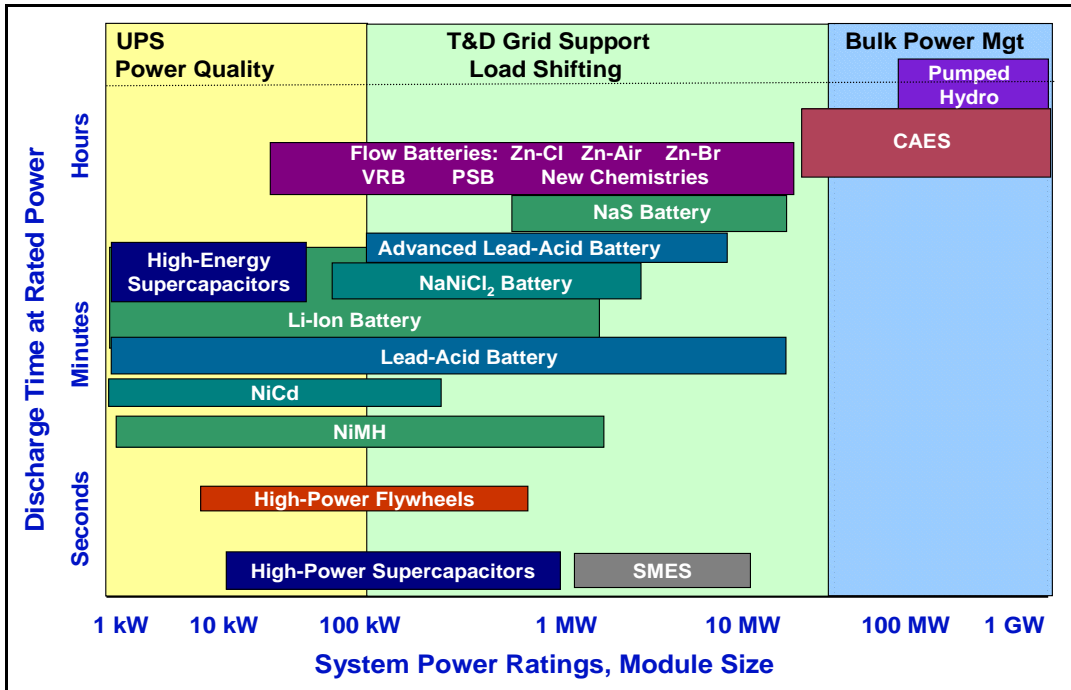 UPS
Power Quality
T&D Grid Support
Load Shifting
Bulk Power Mgt
Pumped
Hydro
CAES
Flow Batteries: Zn-Cl Zn-Air Zn-Br
VRB PSB New Chemistries
NaS Battery
Advanced Lead-Acid Battery
High-Energy
Supercapacitors
NaNiCl₂ Battery
Li-Ion Battery
Lead-Acid Battery
NiCd
NiMH
High-Power Flywheels
High-Power Supercapacitors
SMES
Discharge Time at Rated Power
Hours
Minutes
Seconds
1 kW 10 kW 100 kW 1 MW 10 MW 100 MW 1 GW
System Power Ratings, Module Size